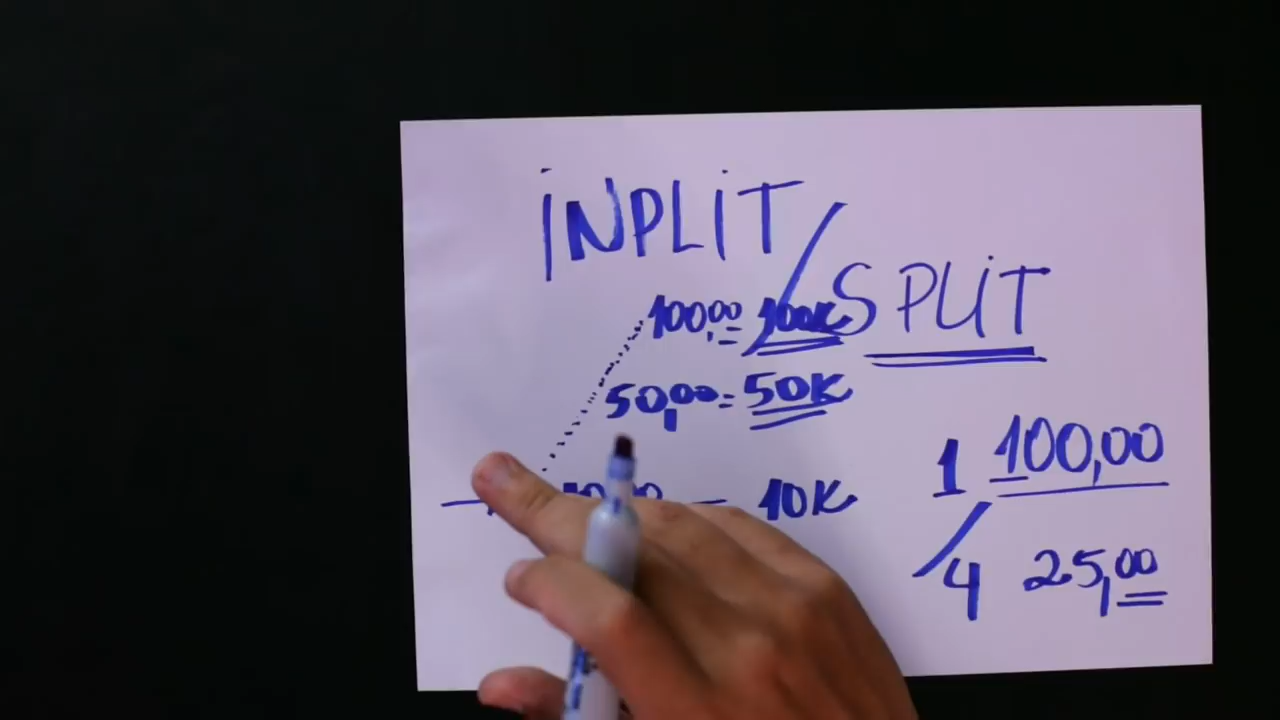 INPLIT/
SPLIT
100,00 = 100K
50,00 = 50K
10K
1 100,00
/
4 25,00